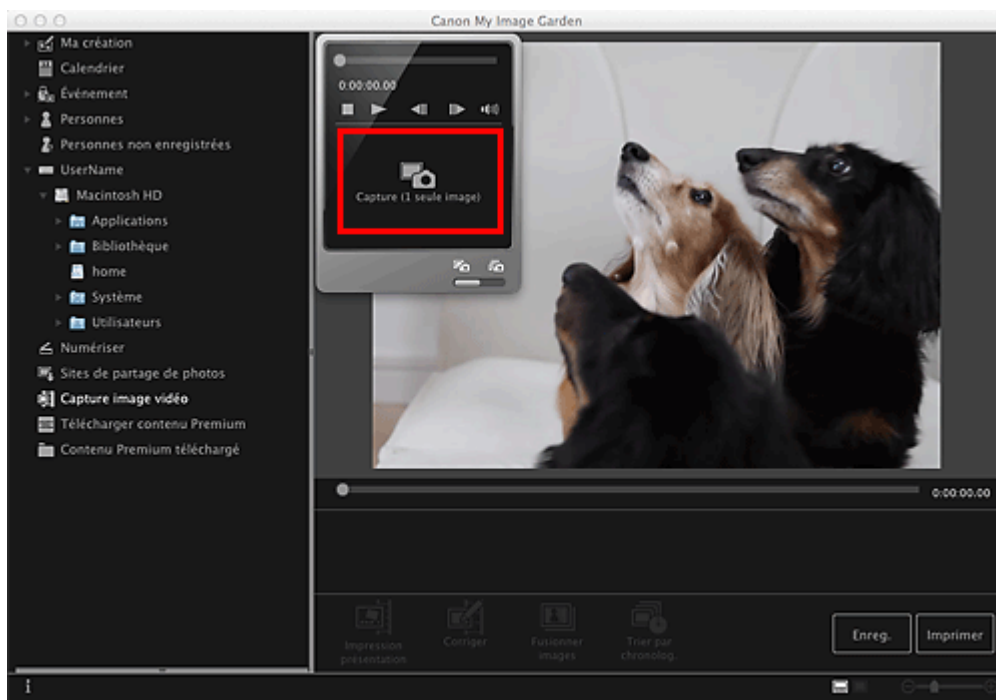 Canon My Image Garden
Ma création
Calendrier
Événement
Personnes
Personnes non enregistrées
UserName
Macintosh HD
Applications
Bibliothèque
home
Système
Utilisateurs
Numériser
Sites de partage de photos
Capture image vidéo
Télécharger contenu Premium
Contenu Premium téléchargé
0:00:00.00
Capture (1 seule image)
0:00:00.00
Impression
présentation
Corriger
Fusionner
images
Trier par
chronolog.
Enreg.
Imprimer